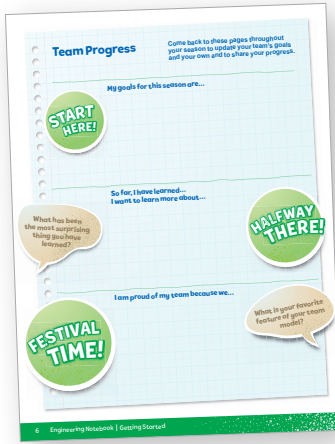 Team Progress
Come back to these pages throughout
your season to update your team's goals
and your own and to share your progress.
My goals for this season are...
START
HERE!
So far, I have learned...
I want to learn more about...
What has been
the most surprising
thing you have
learned?
HALFWAY
THERE!
I am proud of my team because we...
What is your favorite
feature of your team
model?
FESTIVAL
TIME!
6 Engineering Notebook | Getting Started